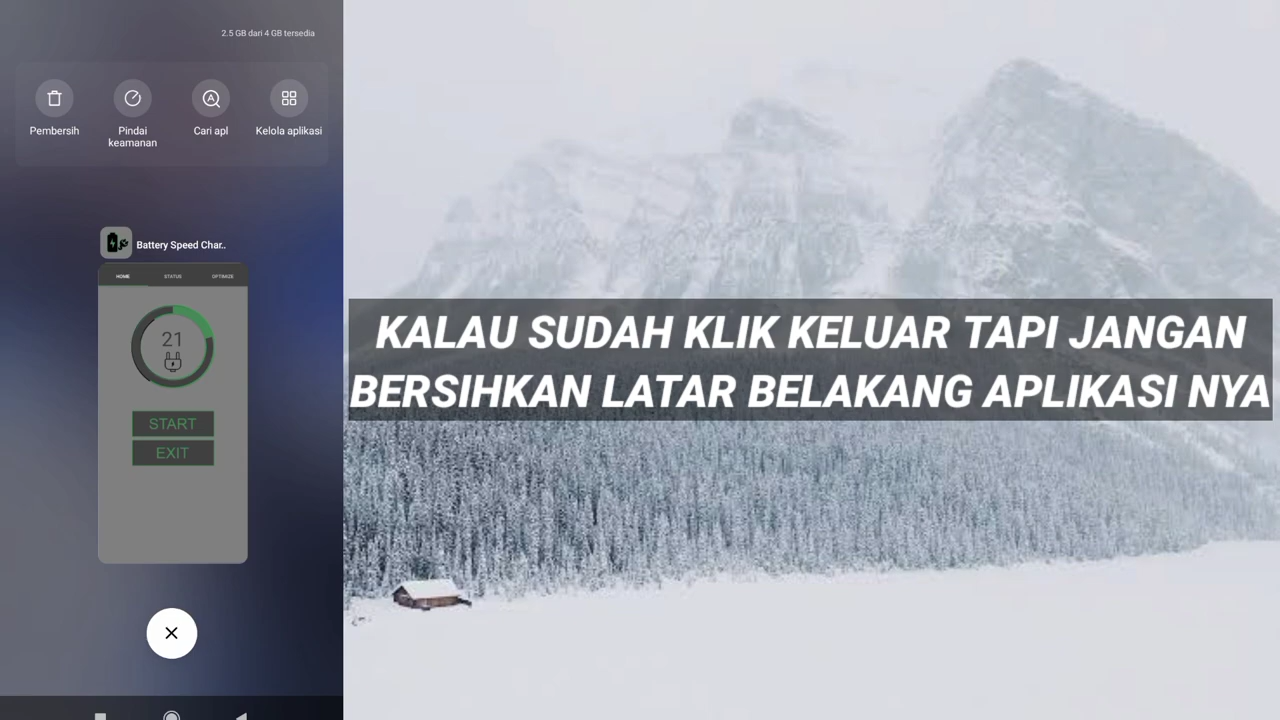 2.5 GB dari 4 GB tersedia
Pembersih
Pindai
keamanan
Cari apl
Kelola aplikasi
Battery Speed Char..
HOME STATUS OPTIMIZE
21
START
EXIT
KALAU SUDAH KLIK KELUAR TAPI JANGAN
BERSIHKAN LATAR BELAKANG APLIKASI NYA